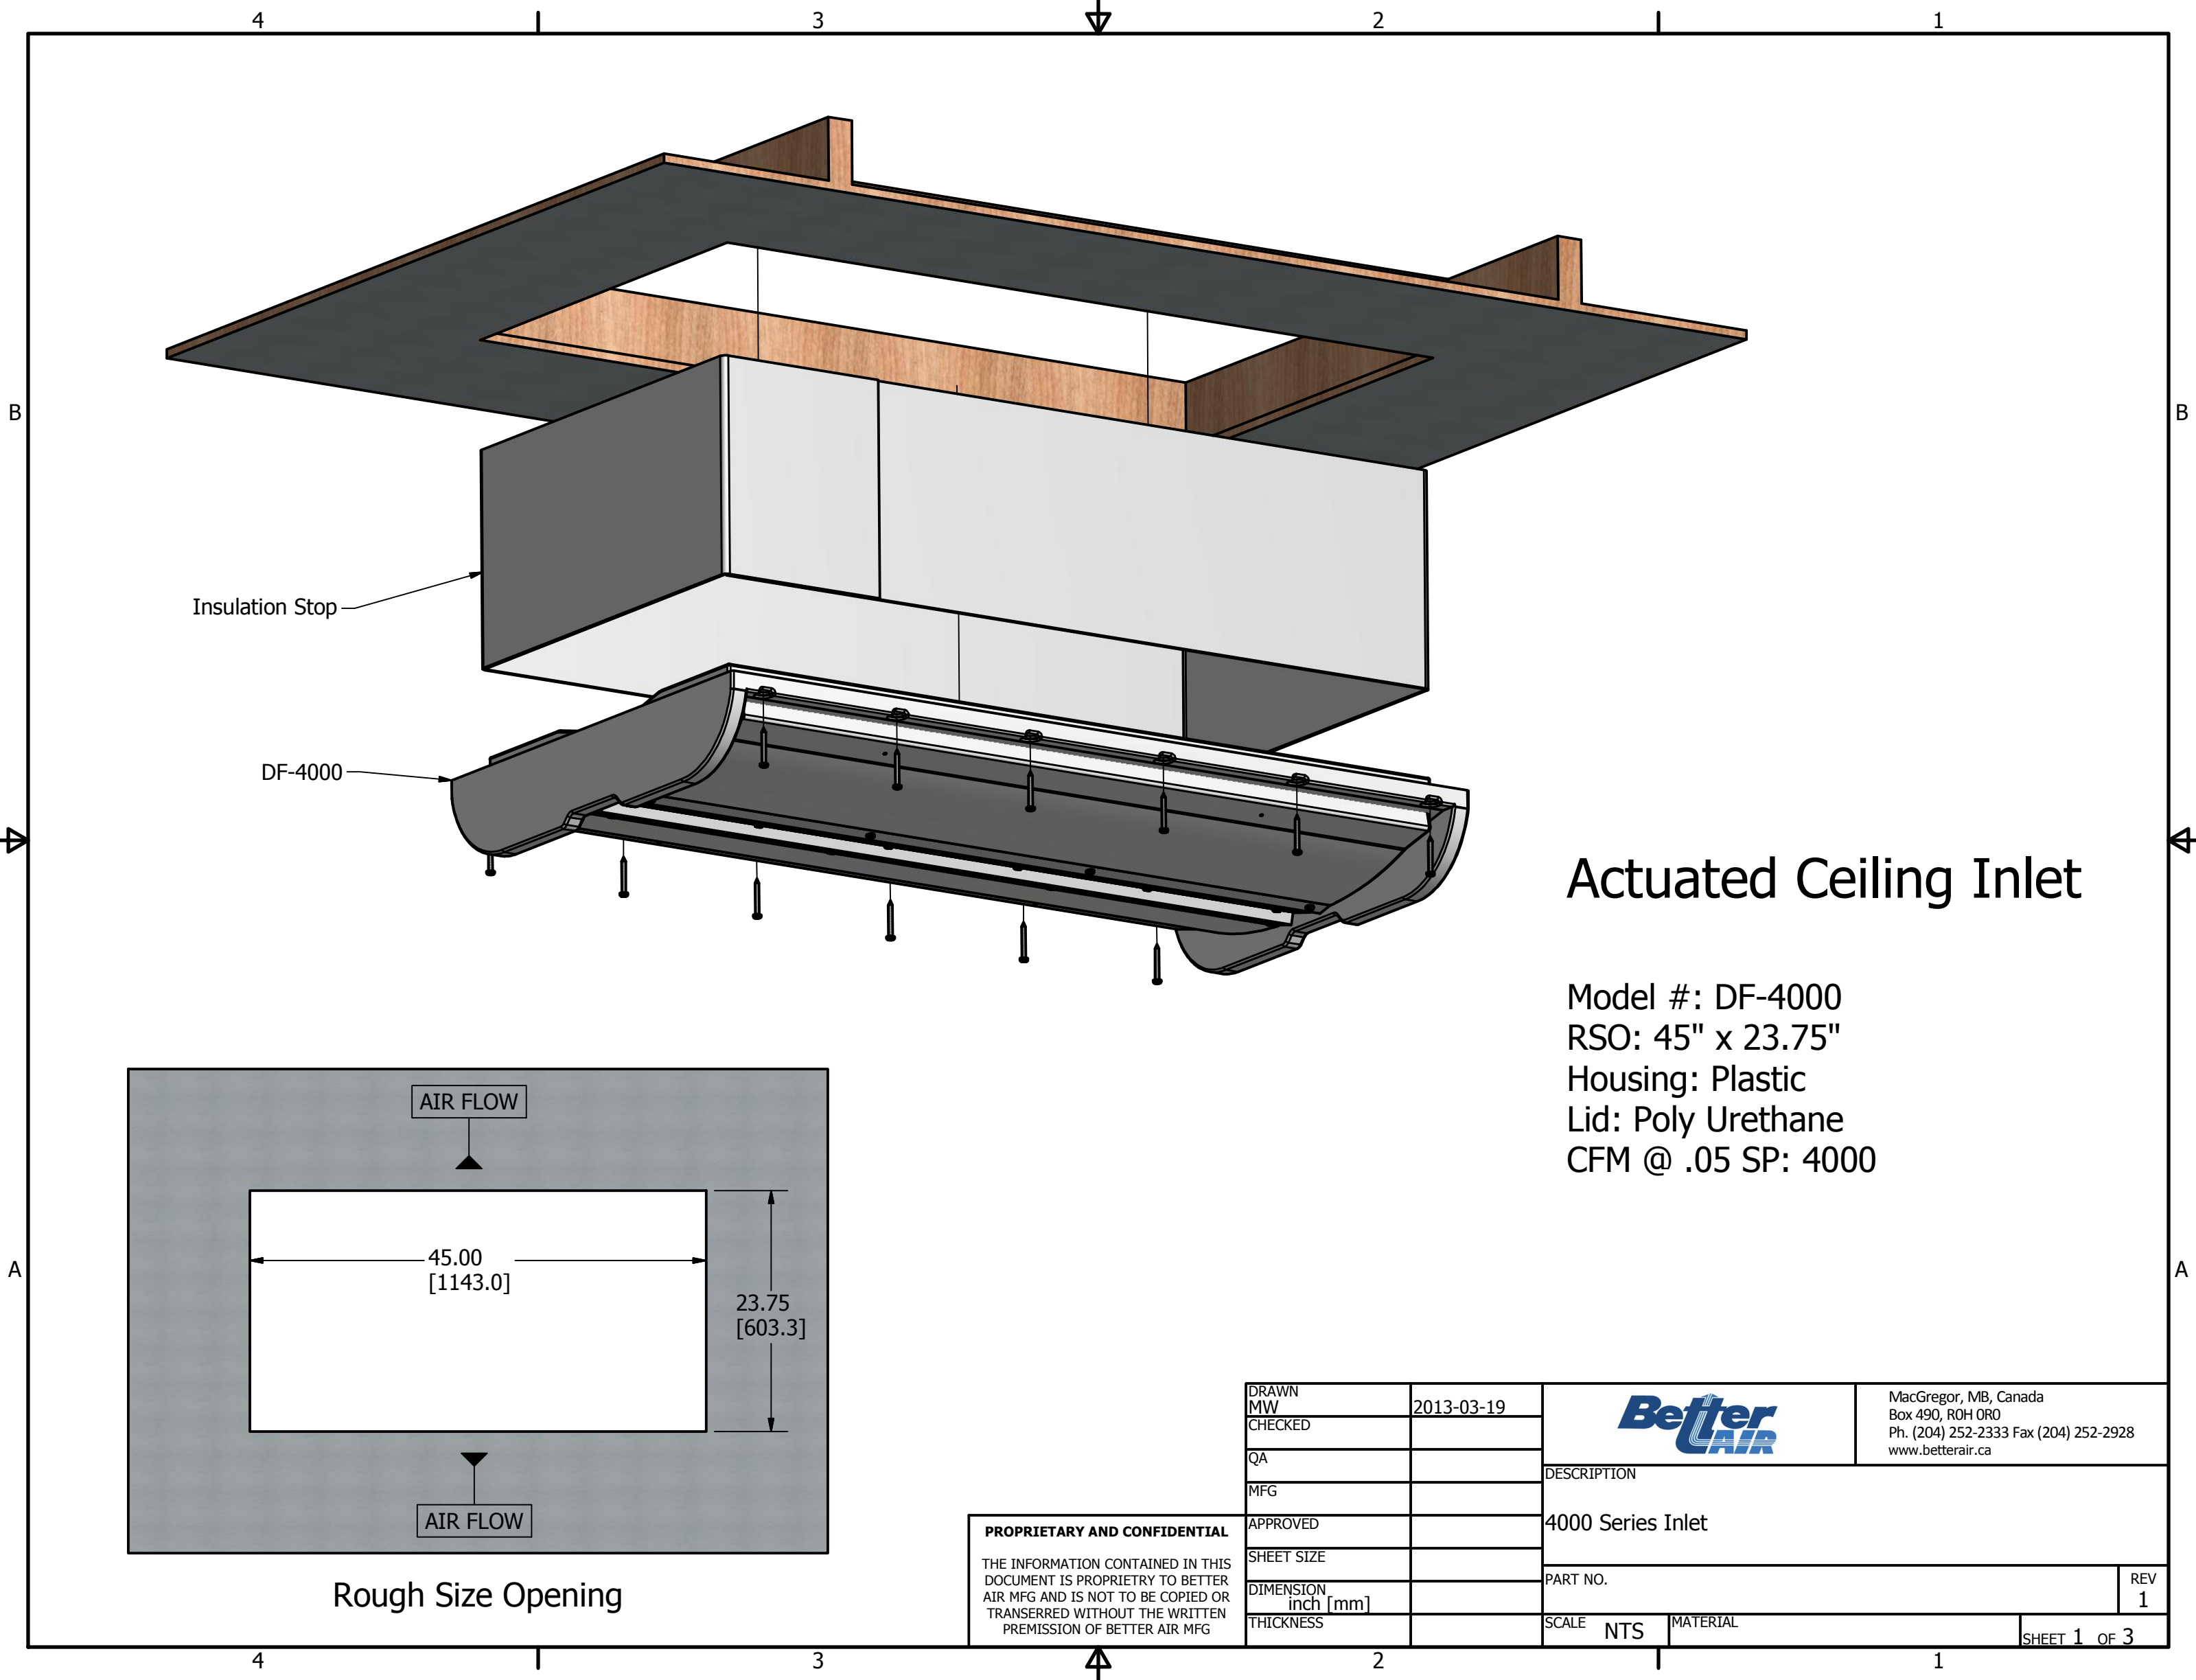 4 3 2 1
B B
Insulation Stop
DF-4000
Actuated Ceiling Inlet
Model #: DF-4000
RSO: 45" x 23.75"
Housing: Plastic
Lid: Poly Urethane
CFM @ .05 SP: 4000
AIR FLOW
A A
45.00
[1143.0]
23.75
[603.3]
AIR FLOW
Rough Size Opening
PROPRIETARY AND CONFIDENTIAL
THE INFORMATION CONTAINED IN THIS
DOCUMENT IS PROPRIETRY TO BETTER
AIR MFG AND IS NOT TO BE COPIED OR
TRANSERRED WITHOUT THE WRITTEN
PREMISSION OF BETTER AIR MFG
DRAWN
MW 2013-03-19
CHECKED
QA
MFG
APPROVED
SHEET SIZE
DIMENSION
inch [mm]
THICKNESS
Better
AIR
MacGregor, MB, Canada
Box 490, R0H 0R0
Ph. (204) 252-2333 Fax (204) 252-2928
www.betterair.ca
DESCRIPTION
4000 Series Inlet
PART NO.
REV
1
SCALE NTS
MATERIAL
SHEET 1 OF 3
4 3 2 1